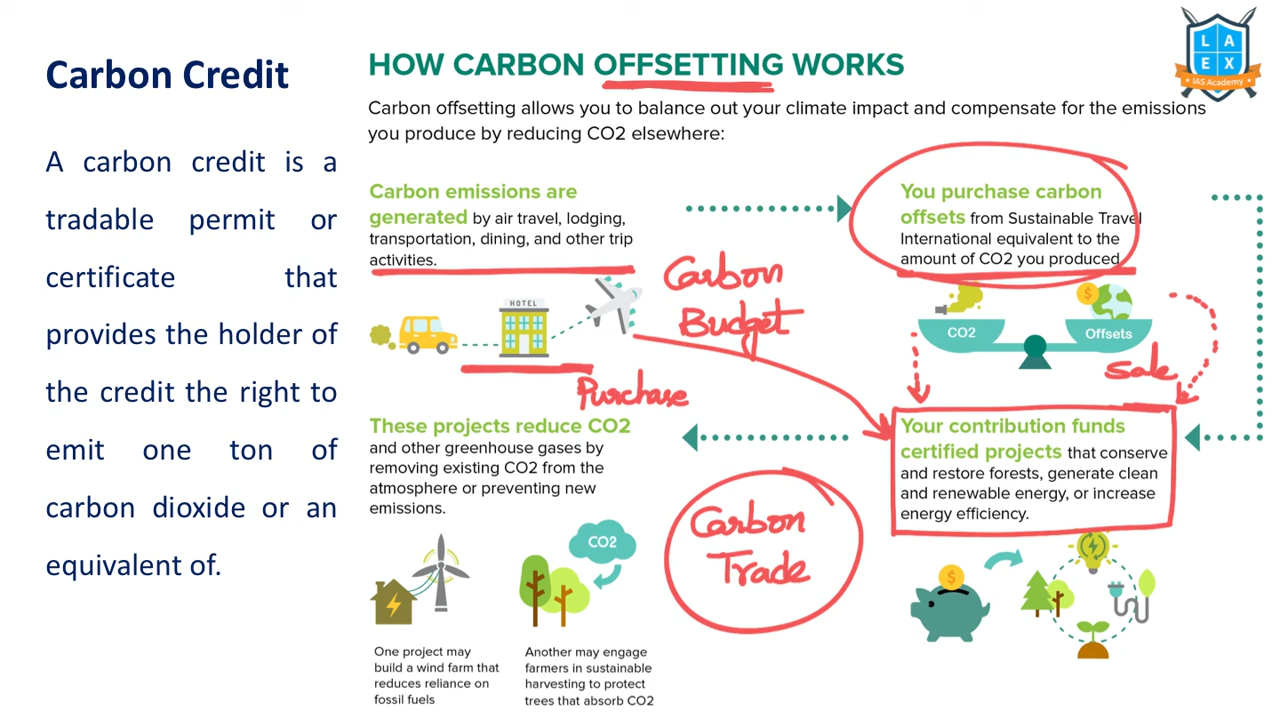 Carbon Credit
A carbon credit is a
tradable permit or
certificate that
provides the holder of
the credit the right to
emit one ton of
carbon dioxide or an
equivalent of.
HOW CARBON OFFSETTING WORKS
Carbon offsetting allows you to balance out your climate impact and compensate for the emissions
you produce by reducing CO2 elsewhere:
Carbon emissions are
generated by air travel, lodging,
transportation, dining, and other trip
activities.
HOTEL
Carbon
Budget
You purchase carbon
offsets from Sustainable Travel
International equivalent to the
amount of CO2 you produced
CO2
Offsets
Sale
Purchase
These projects reduce CO2
and other greenhouse gases by
removing existing CO2 from the
atmosphere or preventing new
emissions.
Carbon
Trade
Your contribution funds
certified projects that conserve
and restore forests, generate clean
and renewable energy, or increase
energy efficiency.
CO2
One project may
build a wind farm that
reduces reliance on
fossil fuels
Another may engage
farmers in sustainable
harvesting to protect
trees that absorb CO2
L A
E X
IAS Academy